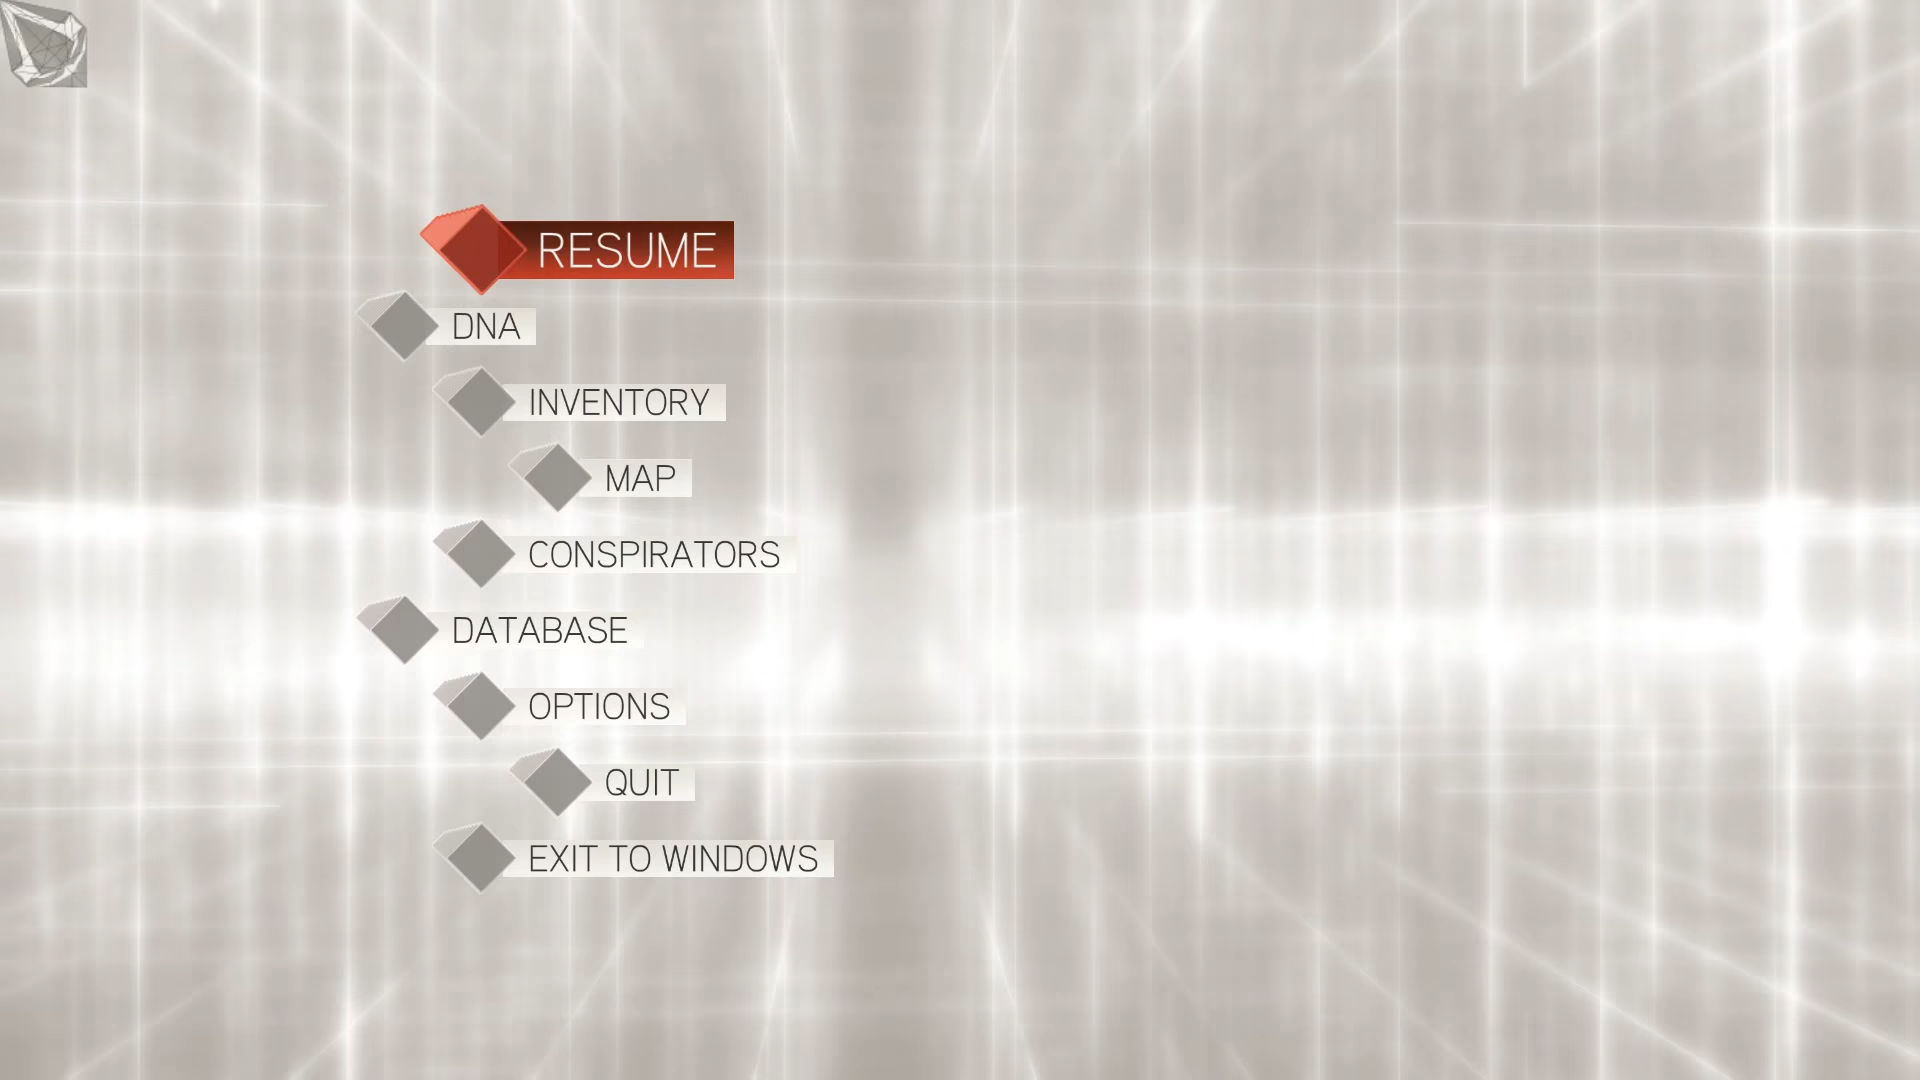 RESUME
DNA
INVENTORY
MAP
CONSPIRATORS
DATABASE
OPTIONS
QUIT
EXIT TO WINDOWS